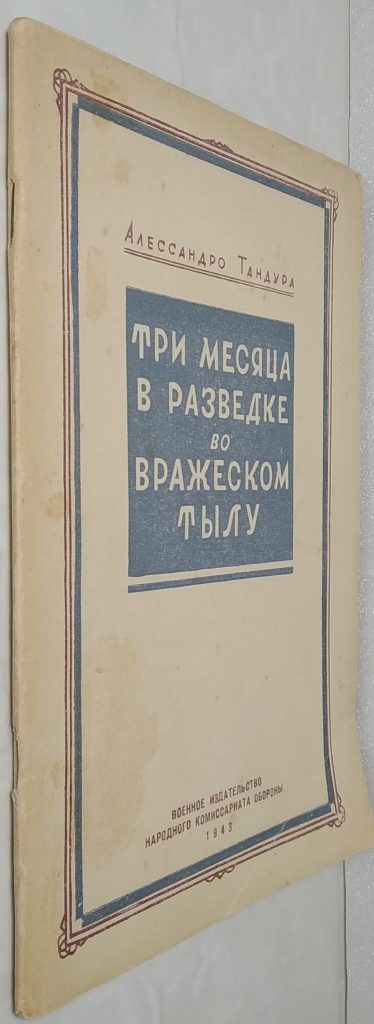 Алессандро Тандура
ТРИ МЕСЯЦА
В РАЗВЕДКЕ
ВО
ВРАЖЕСКОМ
ТЫЛУ
ВОЕННОЕ ИЗДАТЕЛЬСТВО
НАРОДНОГО КОМИССАРИАТА ОБОРОНЫ
1943